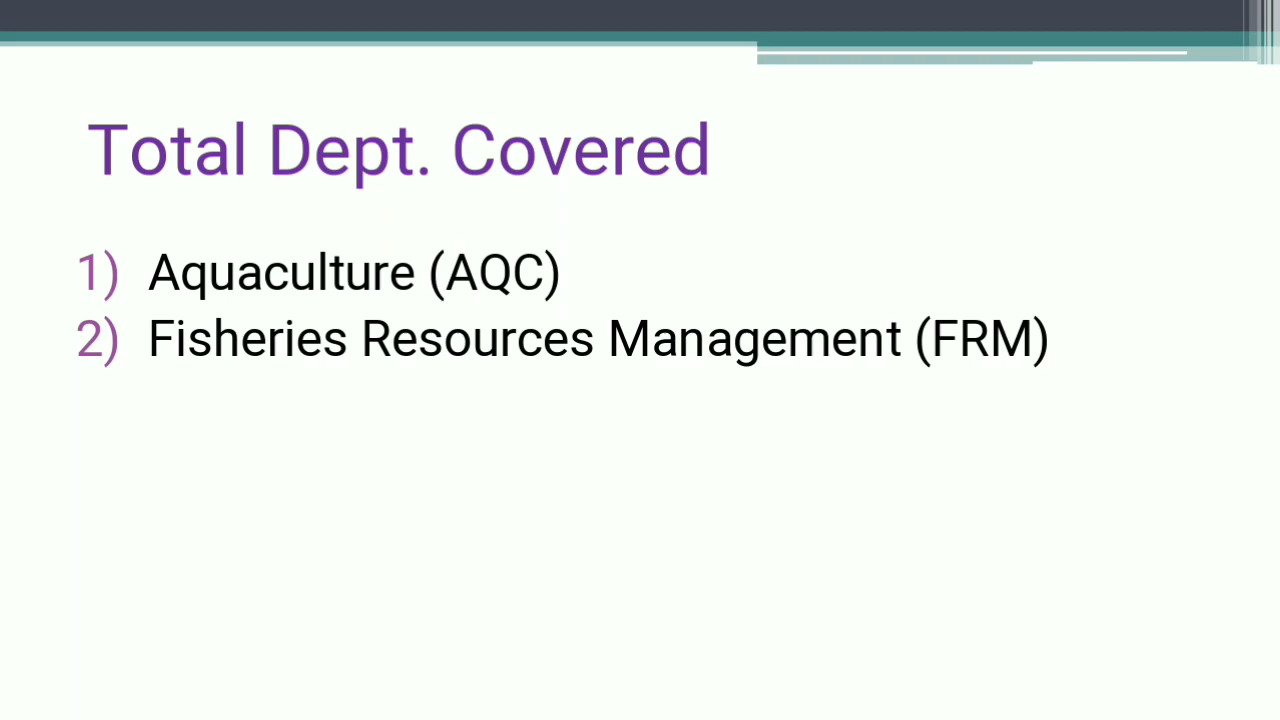 Total Dept. Covered
1) Aquaculture (AQC)
2) Fisheries Resources Management (FRM)